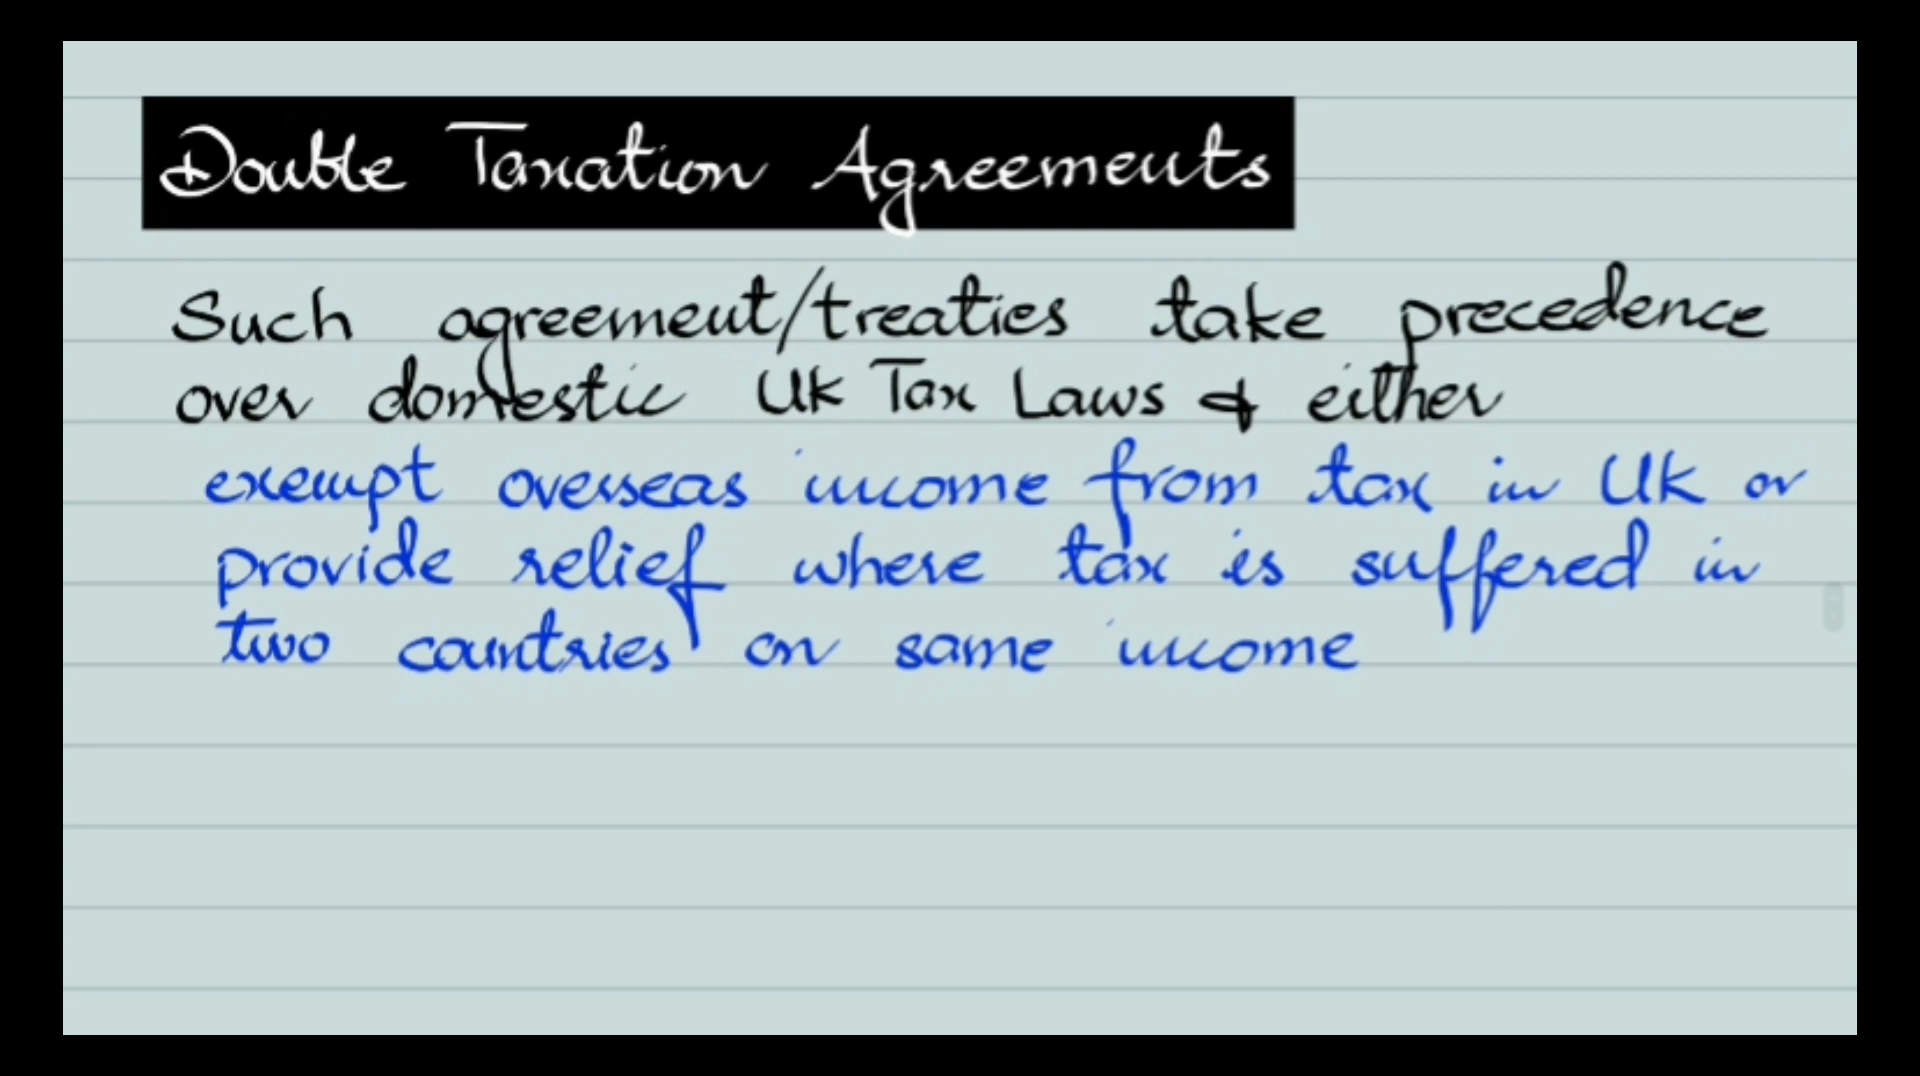 Double Taxation Agreements
Such agreement/treaties take precedence
over domestic UK Tax Laws & either
exempt overseas income from tax in UK or
provide relief where tax is suffered in
two countries on same income